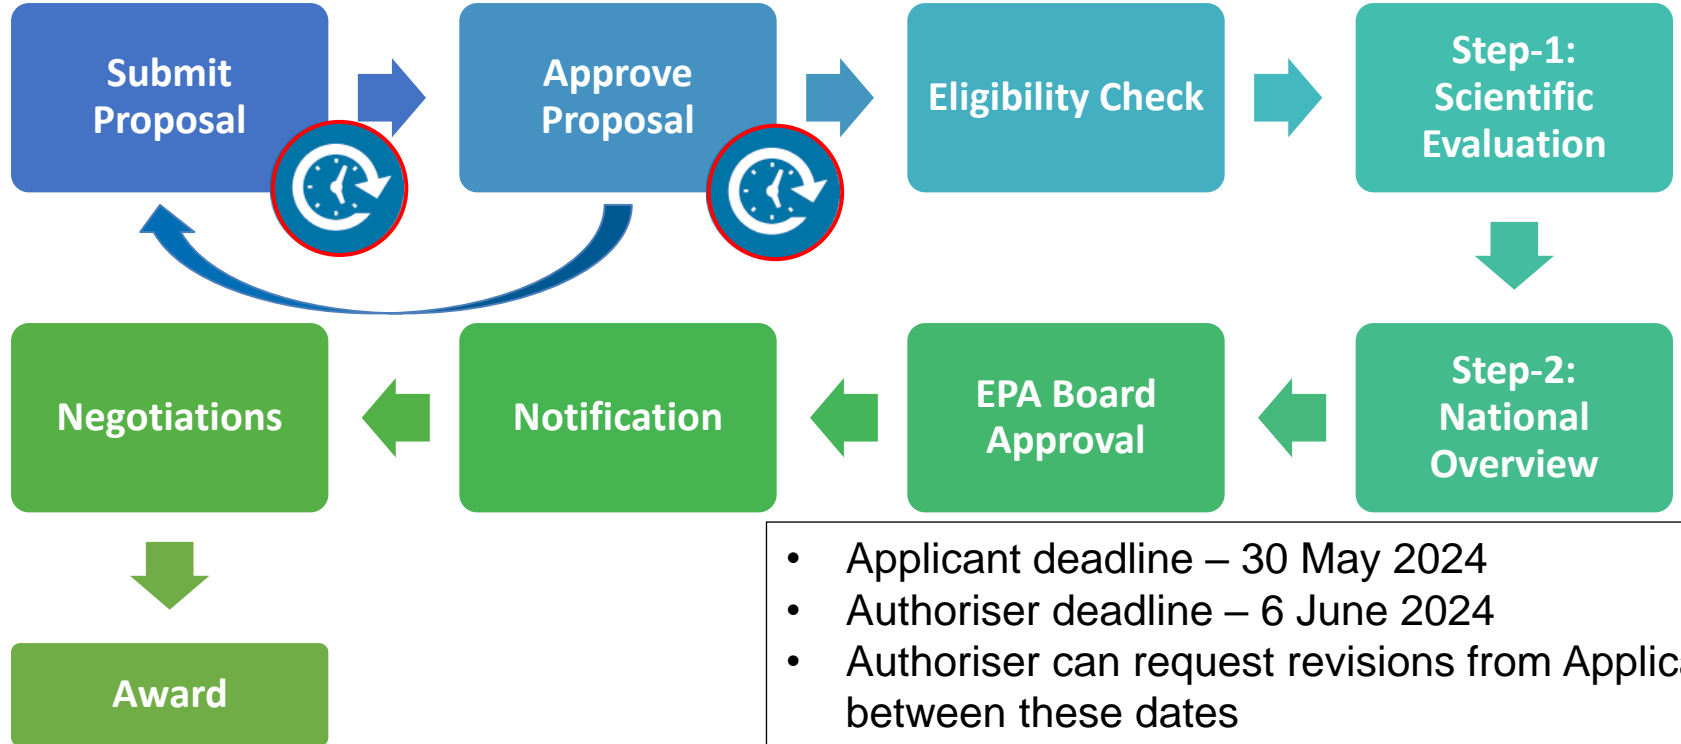 Submit
Proposal
Approve
Proposal
Eligibility Check
Step-1:
Scientific
Evaluation
Step-2:
National
Overview
EPA Board
Approval
Notification
Negotiations
Award
• Applicant deadline – 30 May 2024
• Authoriser deadline – 6 June 2024
• Authoriser can request revisions from
between these dates